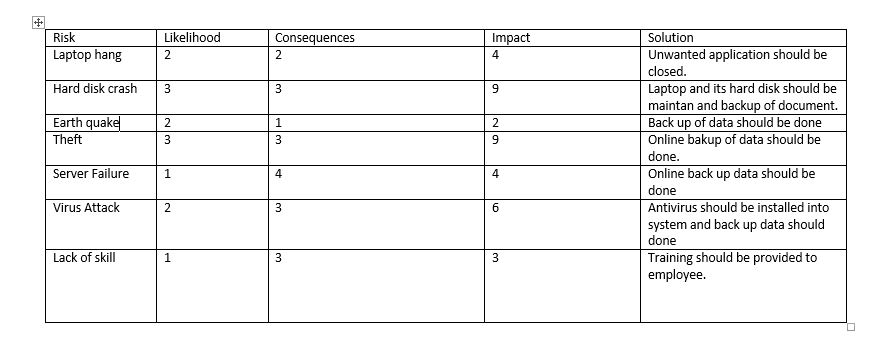 Risk Likelihood Consequences Impact Solution
Laptop hang 2 2 4 Unwanted application should be
closed.
Hard disk crash 3 3 9 Laptop and its hard disk should be
maintan and backup of document.
Earth quake 2 1 2 Back up of data should be done
Theft 3 3 9 Online bakup of data should be
done.
Server Failure 1 4 4 Online back up data should be
done
Virus Attack 2 3 6 Antivirus should be installed into
system and back up data should
done
Lack of skill 1 3 3 Training should be provided to
employee.